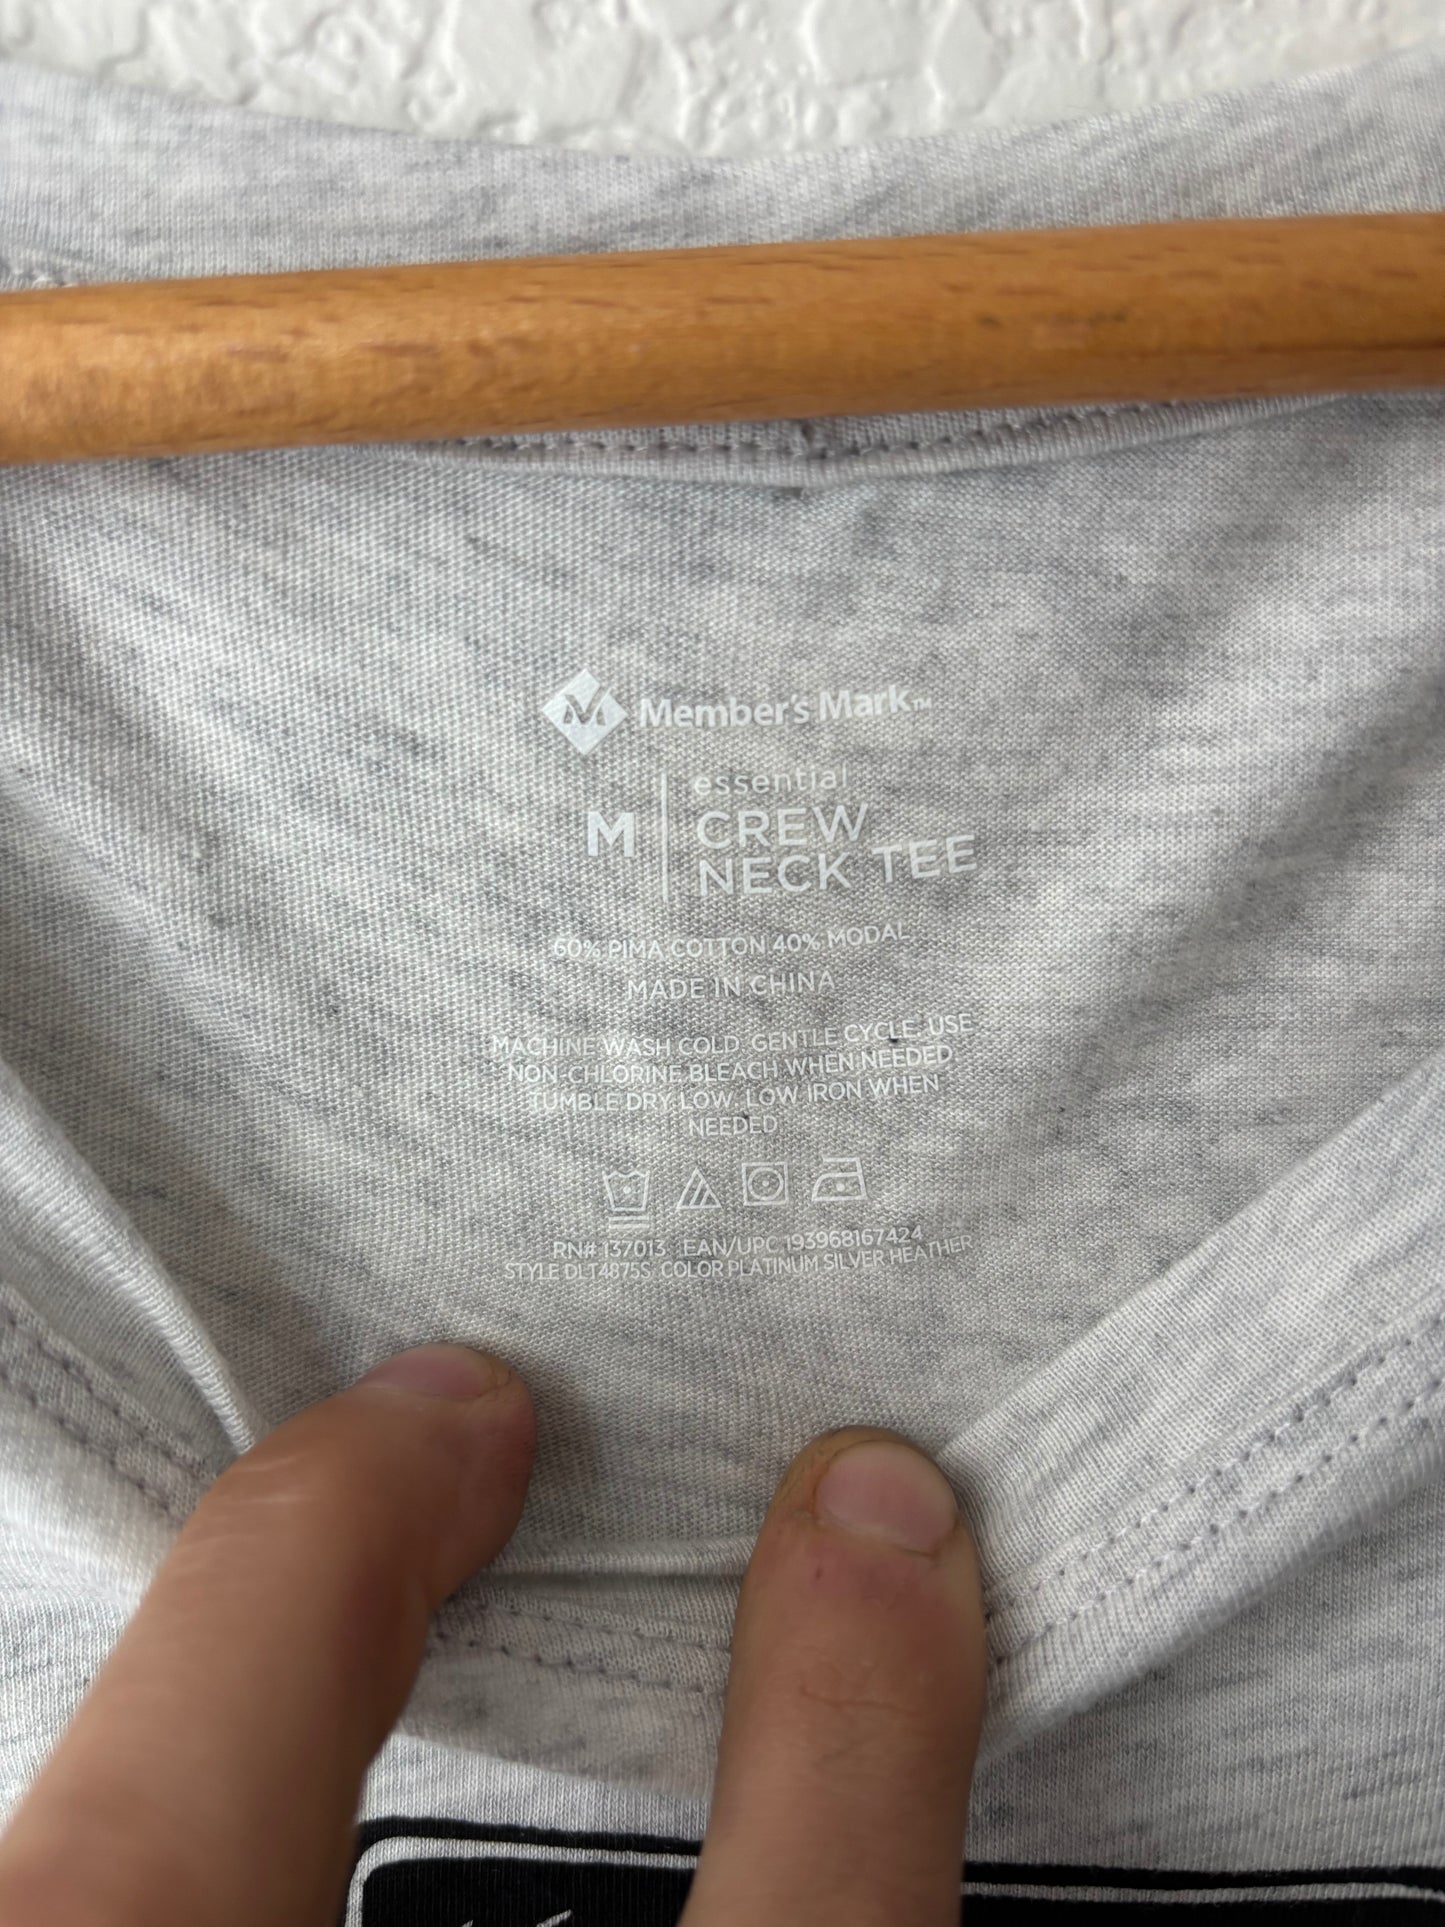 Member's Mark™
M
essential
CREW
NECK TEE
60% PIMA COTTON 40% MODAL
MADE IN CHINA
MACHINE WASH COLD, GENTLE CYCLE, USE
NON-CHLORINE BLEACH WHEN NEEDED
TUMBLE DRY LOW, LOW IRON WHEN
NEEDED
RN# 137013 EAN/UPC 193968167424
STYLE DLT4875S COLOR PLATINUM SILVER HEATHER